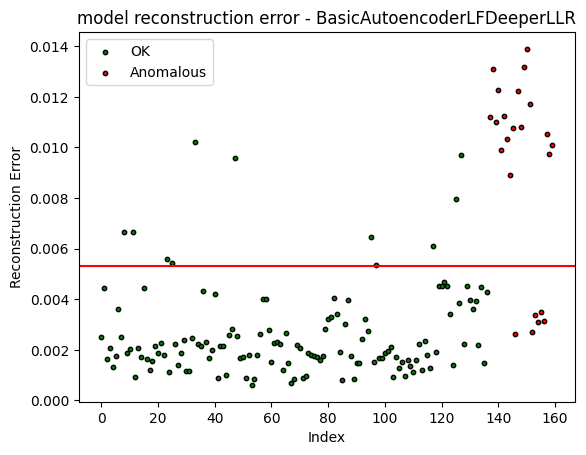 model reconstruction error - BasicAutoencoderLFDeeperLLR
OK
Anomalous
Reconstruction Error
0.014
0.012
0.010
0.008
0.006
0.004
0.002
0.000
0 20 40 60 80 100 120 140 160
Index